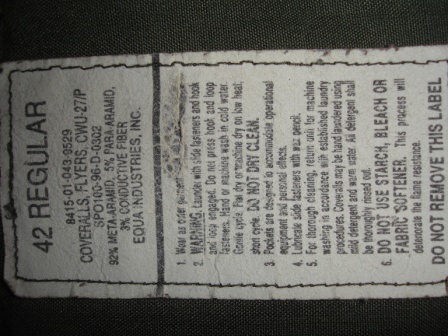 42 REGULAR
8415-01-043-9529
COVERALLS, FLYERS, CWU-27/P
SPO100-96-D-0302
92% META-ARAMID, 5% PARA-ARAMID,
3% CONDUCTIVE FIBER
EQUA INDUSTRIES, INC.
1. Wear as outer
2. WARNING. Launder with slide fasteners and hook
and loop engaged. Do not press hook and loop
fasteners. Hand or machine wash in cold water.
Gentle cycle. Flat dry or machine dry on low heat,
short cycle. DO NOT DRY CLEAN.
3. Pockets are designed to accommodate operational
equipment and personal effects.
4. Lubricate slide fasteners with wax pencil.
5. For thorough cleaning, return unit for machine
washing in accordance with established laundry
procedures. Coveralls may be hand laundered using
mild detergent and warm water. All detergent shall
be thoroughly rinsed out.
6. DO NOT USE STARCH, BLEACH OR
FABRIC SOFTENER. This process will
deteriorate the flame resistance.
DO NOT REMOVE THIS LABEL